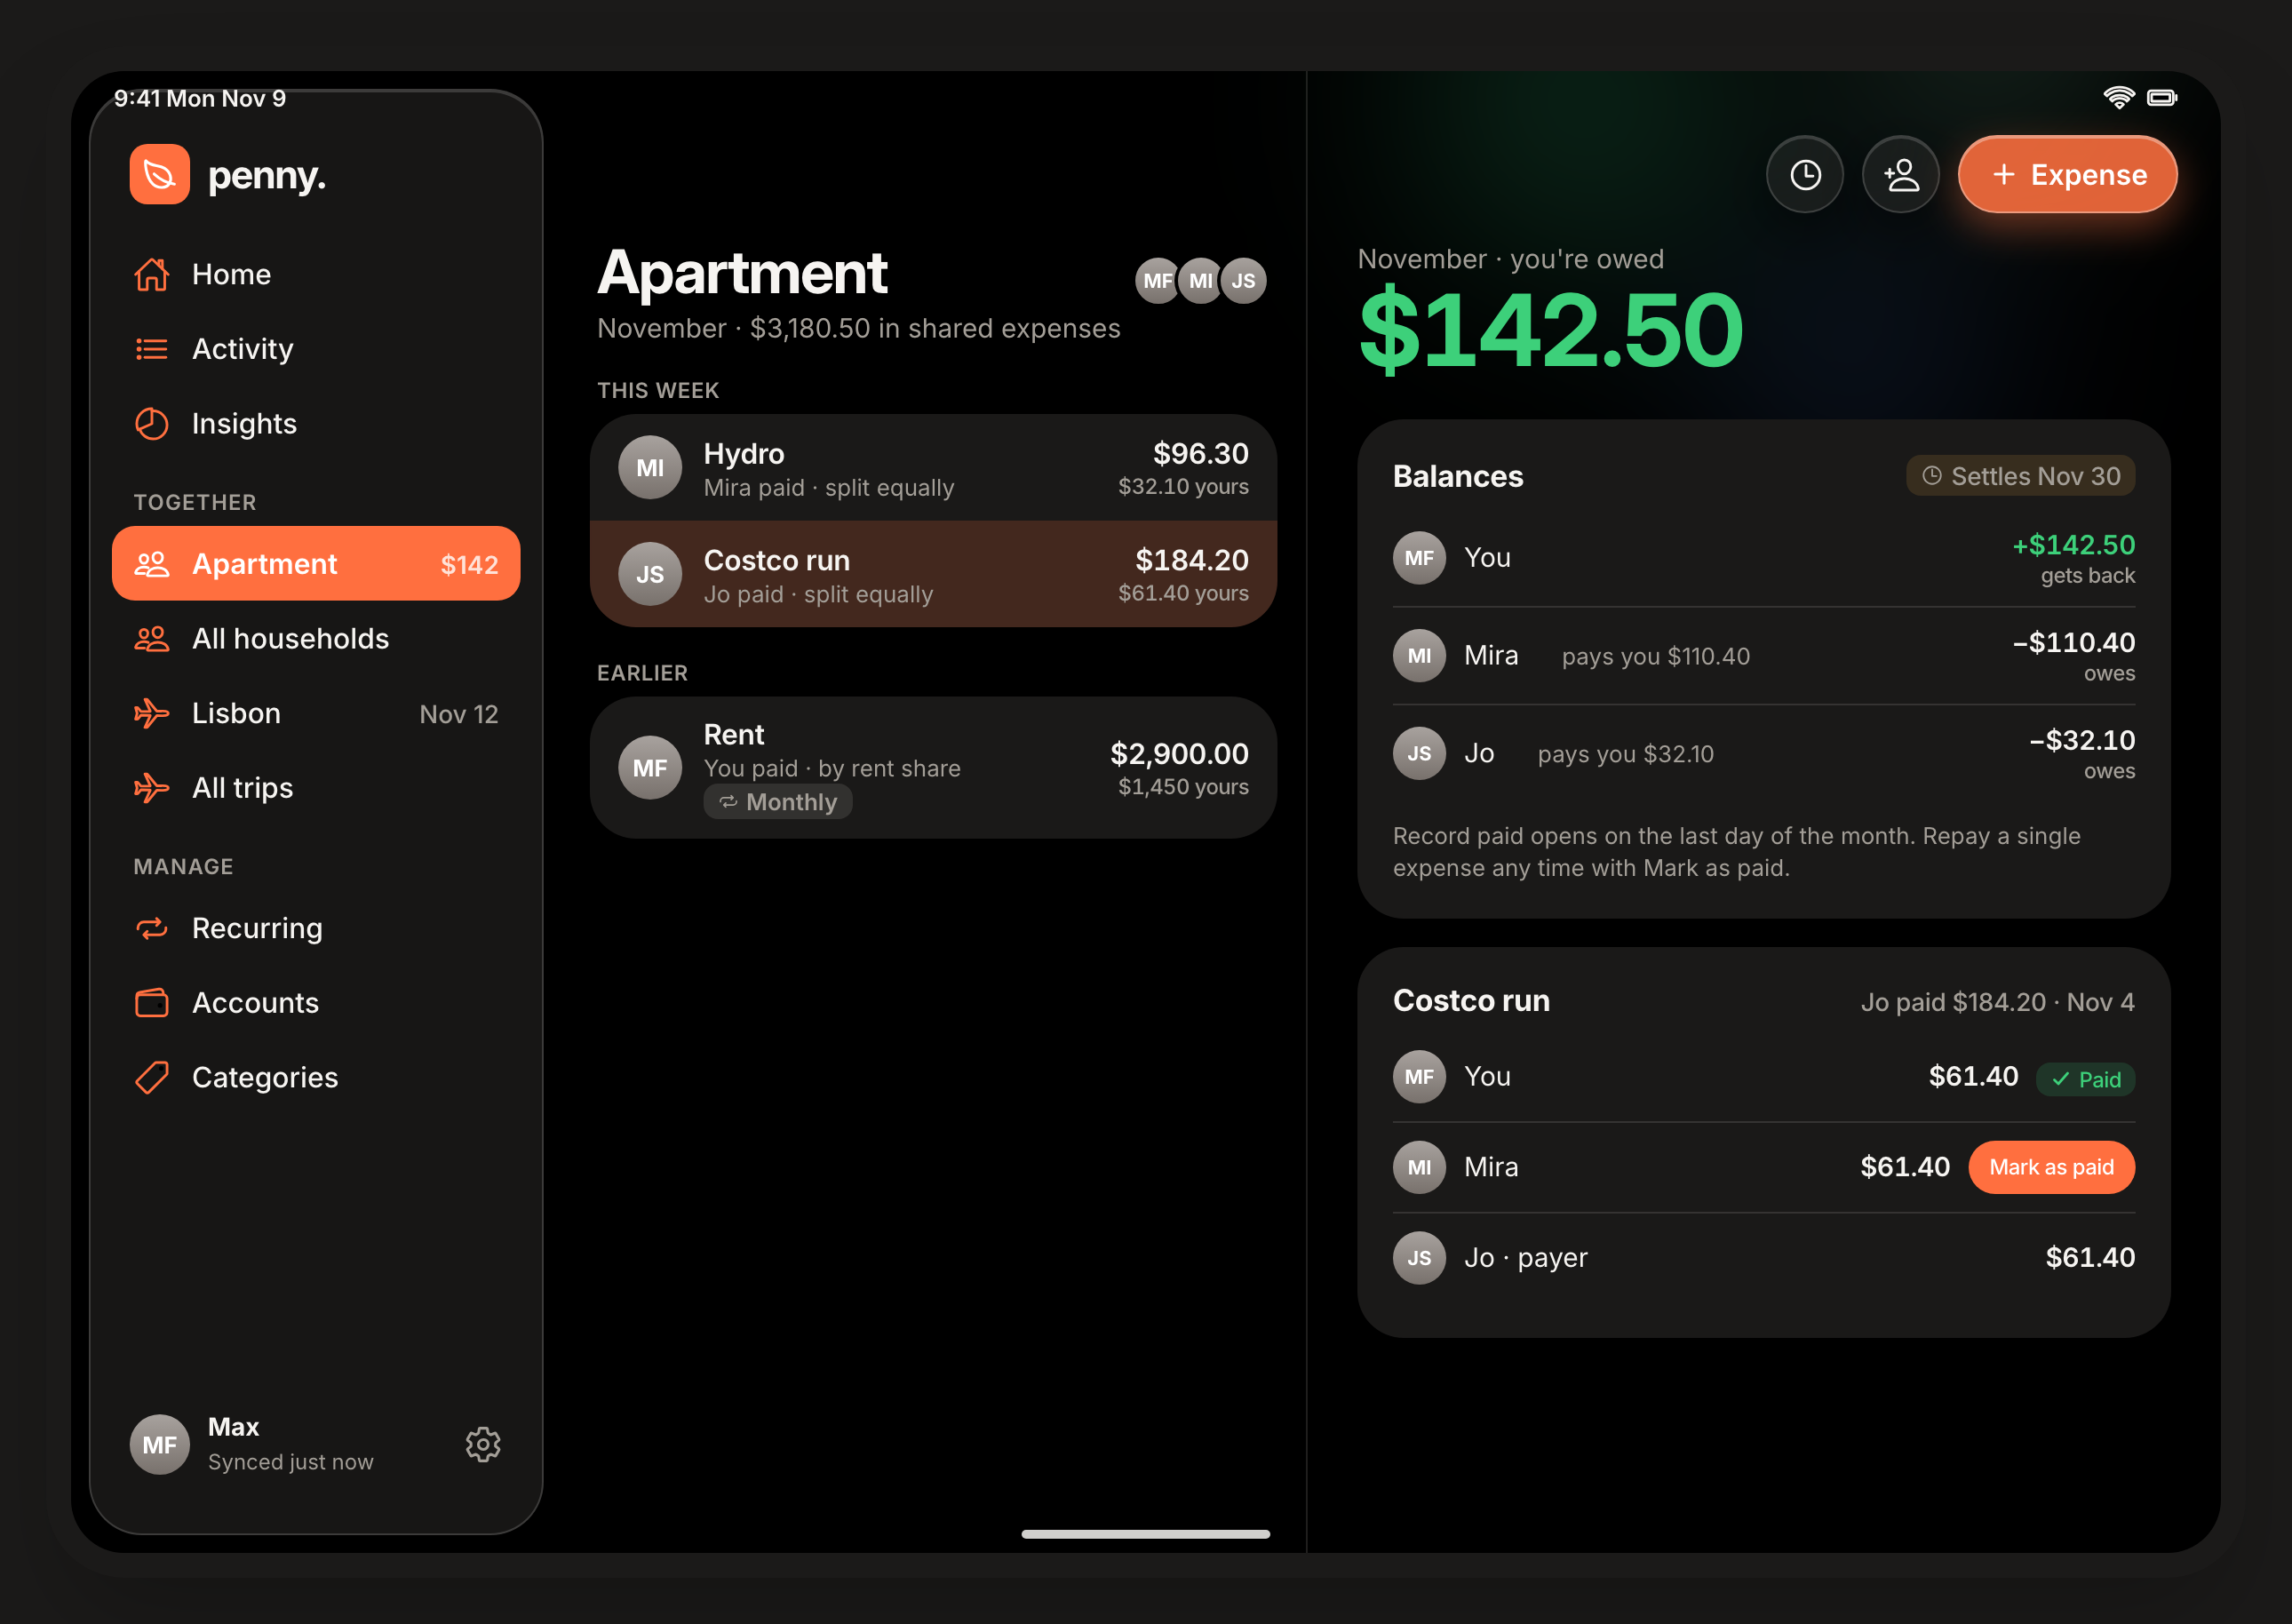 9:41 Mon Nov 9
penny.
Home
Activity
Insights
TOGETHER
Apartment $142
All households
Lisbon Nov 12
All trips
MANAGE
Recurring
Accounts
Categories
MF Max
Synced just now
Apartment MF MI JS
November · $3,180.50 in shared expenses
THIS WEEK
MI Hydro $96.30
Mira paid · split equally $32.10 yours
JS Costco run $184.20
Jo paid · split equally $61.40 yours
EARLIER
MF Rent $2,900.00
You paid · by rent share $1,450 yours
Monthly
+ Expense
November · you're owed
$142.50
Balances Settles Nov 30
MF You +$142.50
gets back
MI Mira pays you $110.40 −$110.40
owes
JS Jo pays you $32.10 −$32.10
owes
Record paid opens on the last day of the month. Repay a single
expense any time with Mark as paid.
Costco run Jo paid $184.20 · Nov 4
MF You $61.40 Paid
MI Mira $61.40 Mark as paid
JS Jo · payer $61.40